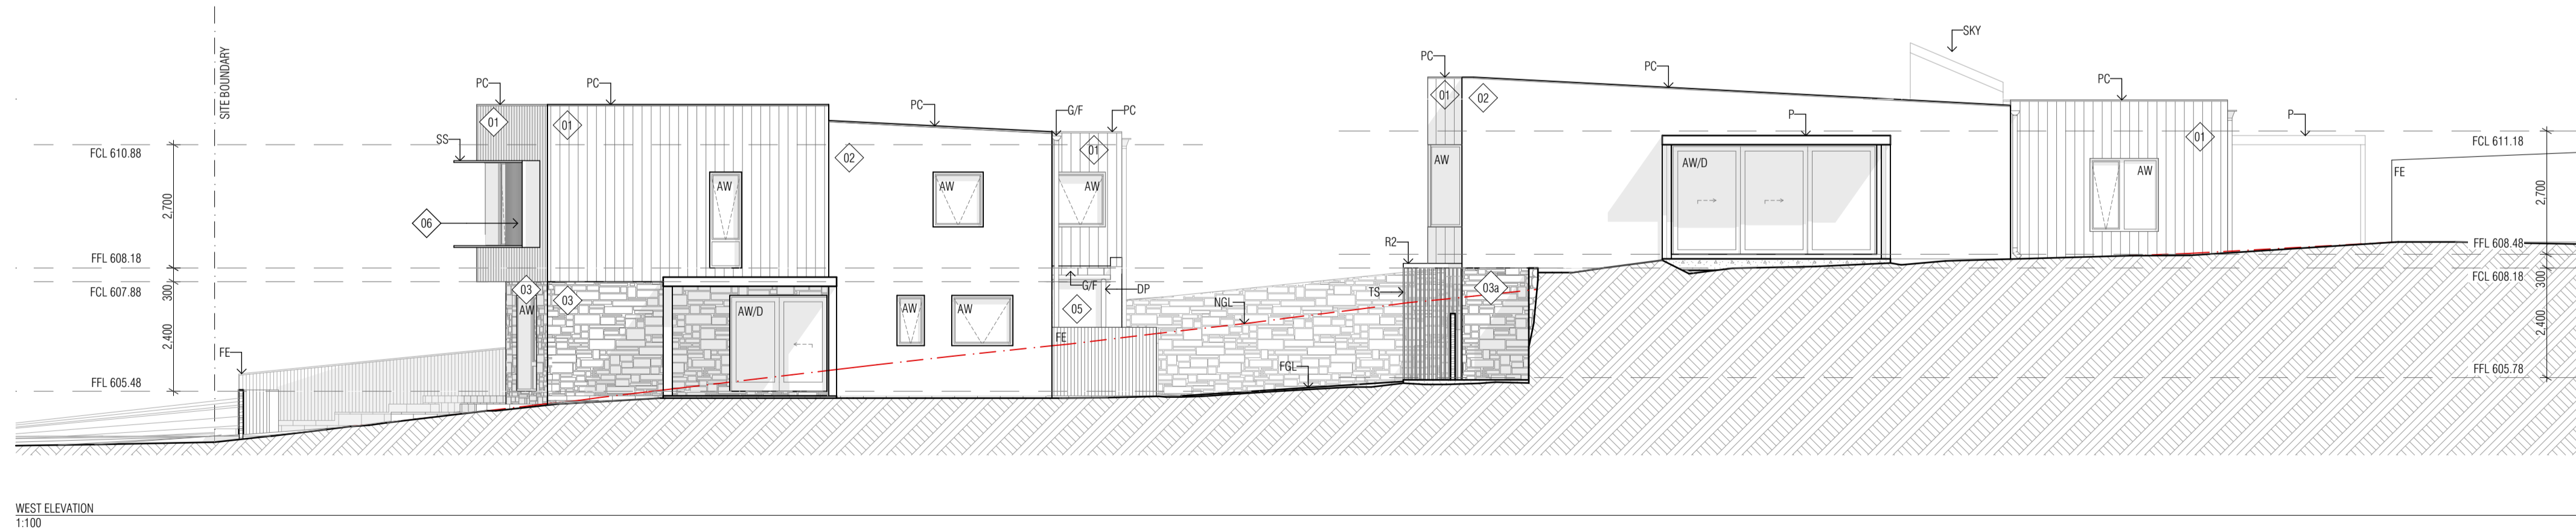 SITE BOUNDARY
FCL 610.88
2,700
FFL 608.18
FCL 607.88
300
2,400
FFL 605.48
FE
PC
PC
01
01
SS
06
AW
03
03
AW
AW/D
PC
02
AW
AW
AW
G/F
PC
01
AW
G/F
DP
05
FE
NGL
FGL
PC
01
02
AW
R2
TS
03a
PC
P
AW/D
SKY
PC
01
AW
P
FE
FCL 611.18
2,700
FFL 608.48
FCL 608.18
300
2,400
FFL 605.78
WEST ELEVATION
1:100